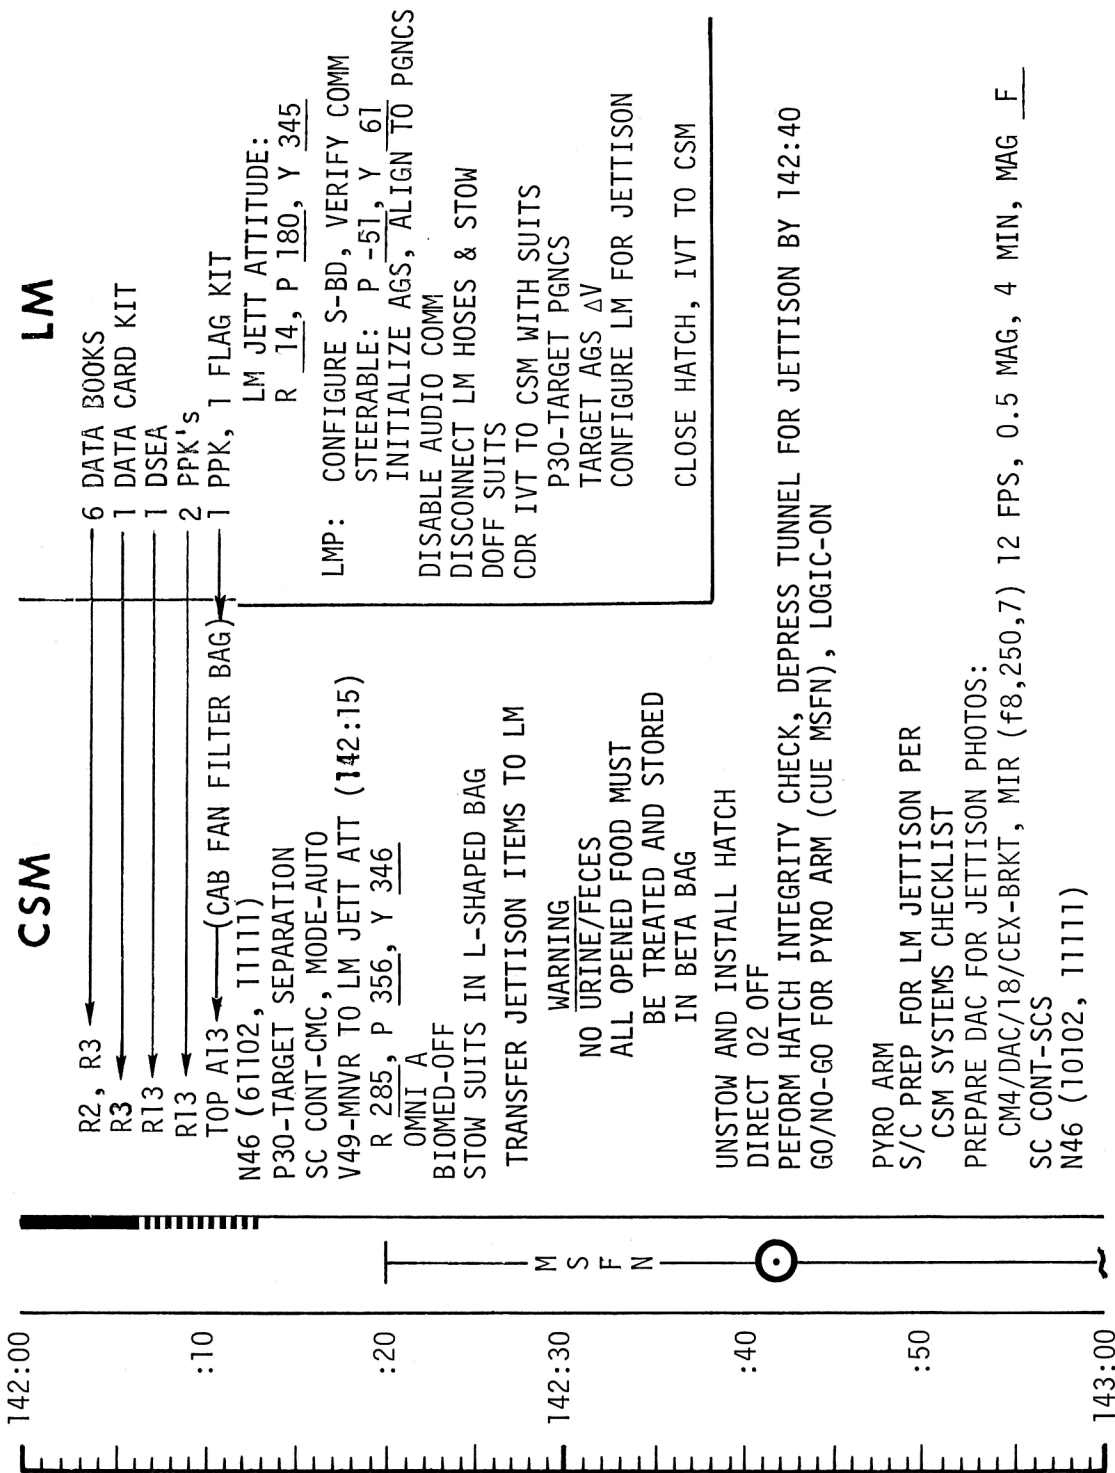 CSM
LM
R2, R3
6 DATA BOOKS
R3
1 DATA CARD KIT
R13
1 DSEA
R13
2 PPK's
TOP A13
(CAB FAN FILTER BAG)
1 PPK, 1 FLAG KIT
N46 (61102, 11111)
P30-TARGET SEPARATION
SC CONT-CMC, MODE-AUTO
V49-MNVR TO LM JETT ATT (142:15)
R 285, P 356, Y 346
OMNI A
BIOMED-OFF
STOW SUITS IN L-SHAPED BAG
TRANSFER JETTISON ITEMS TO LM
WARNING
NO URINE/FECES
ALL OPENED FOOD MUST
BE TREATED AND STORED
IN BETA BAG
LM JETT ATTITUDE:
R 14, P 180, Y 345
LMP: CONFIGURE S-BD, VERIFY COMM
STEERABLE: P -51, Y 61
INITIALIZE AGS, ALIGN TO PGNCS
DISABLE AUDIO COMM
DISCONNECT LM HOSES & STOW
DOFF SUITS
CDR IVT TO CSM WITH SUITS
P30-TARGET PGNCS
TARGET AGS ΔV
CONFIGURE LM FOR JETTISON
CLOSE HATCH, IVT TO CSM
UNSTOW AND INSTALL HATCH
DIRECT O2 OFF
PEFORM HATCH INTEGRITY CHECK, DEPRESS TUNNEL FOR JETTISON BY 142:40
GO/NO-GO FOR PYRO ARM (CUE MSFN), LOGIC-ON
PYRO ARM
S/C PREP FOR LM JETTISON PER
CSM SYSTEMS CHECKLIST
PREPARE DAC FOR JETTISON PHOTOS:
CM4/DAC/18/CEX-BRKT, MIR (f8,250,7) 12 FPS, 0.5 MAG, 4 MIN, MAG F
SC CONT-SCS
N46 (10102, 11111)
MSFN
142:00
:10
:20
142:30
:40
:50
143:00